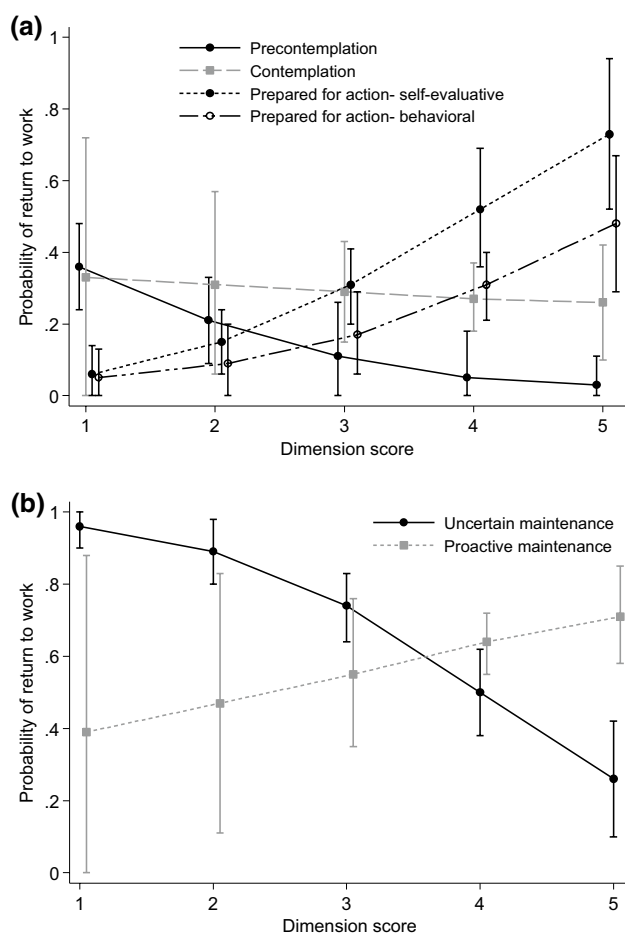 (a)
1
.8
.6
.4
.2
0
Probability of return to work
Precontemplation
Contemplation
Prepared for action- self-evaluative
Prepared for action- behavioral
1 2 3 4 5
Dimension score
(b)
1
.8
.6
.4
.2
0
Probability of return to work
Uncertain maintenance
Proactive maintenance
1 2 3 4 5
Dimension score